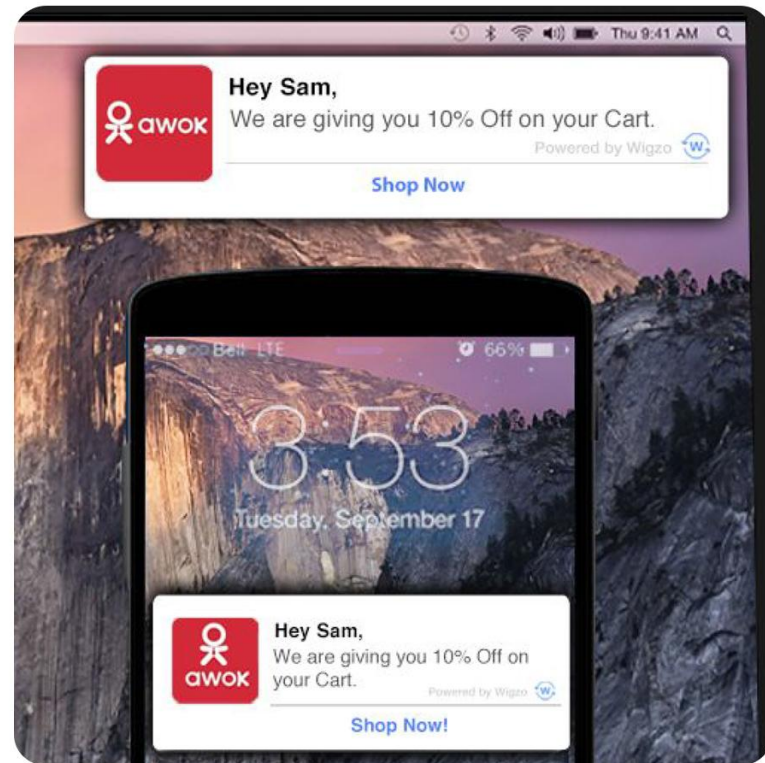 Thu 9:41 AM
awok
Hey Sam,
We are giving you 10% Off on your Cart.
Powered by Wigzo W
Shop Now
Bell LTE
66%
3:53
Tuesday, September 17
awok
Hey Sam,
We are giving you 10% Off on
your Cart.
Powered by Wigzo W
Shop Now!